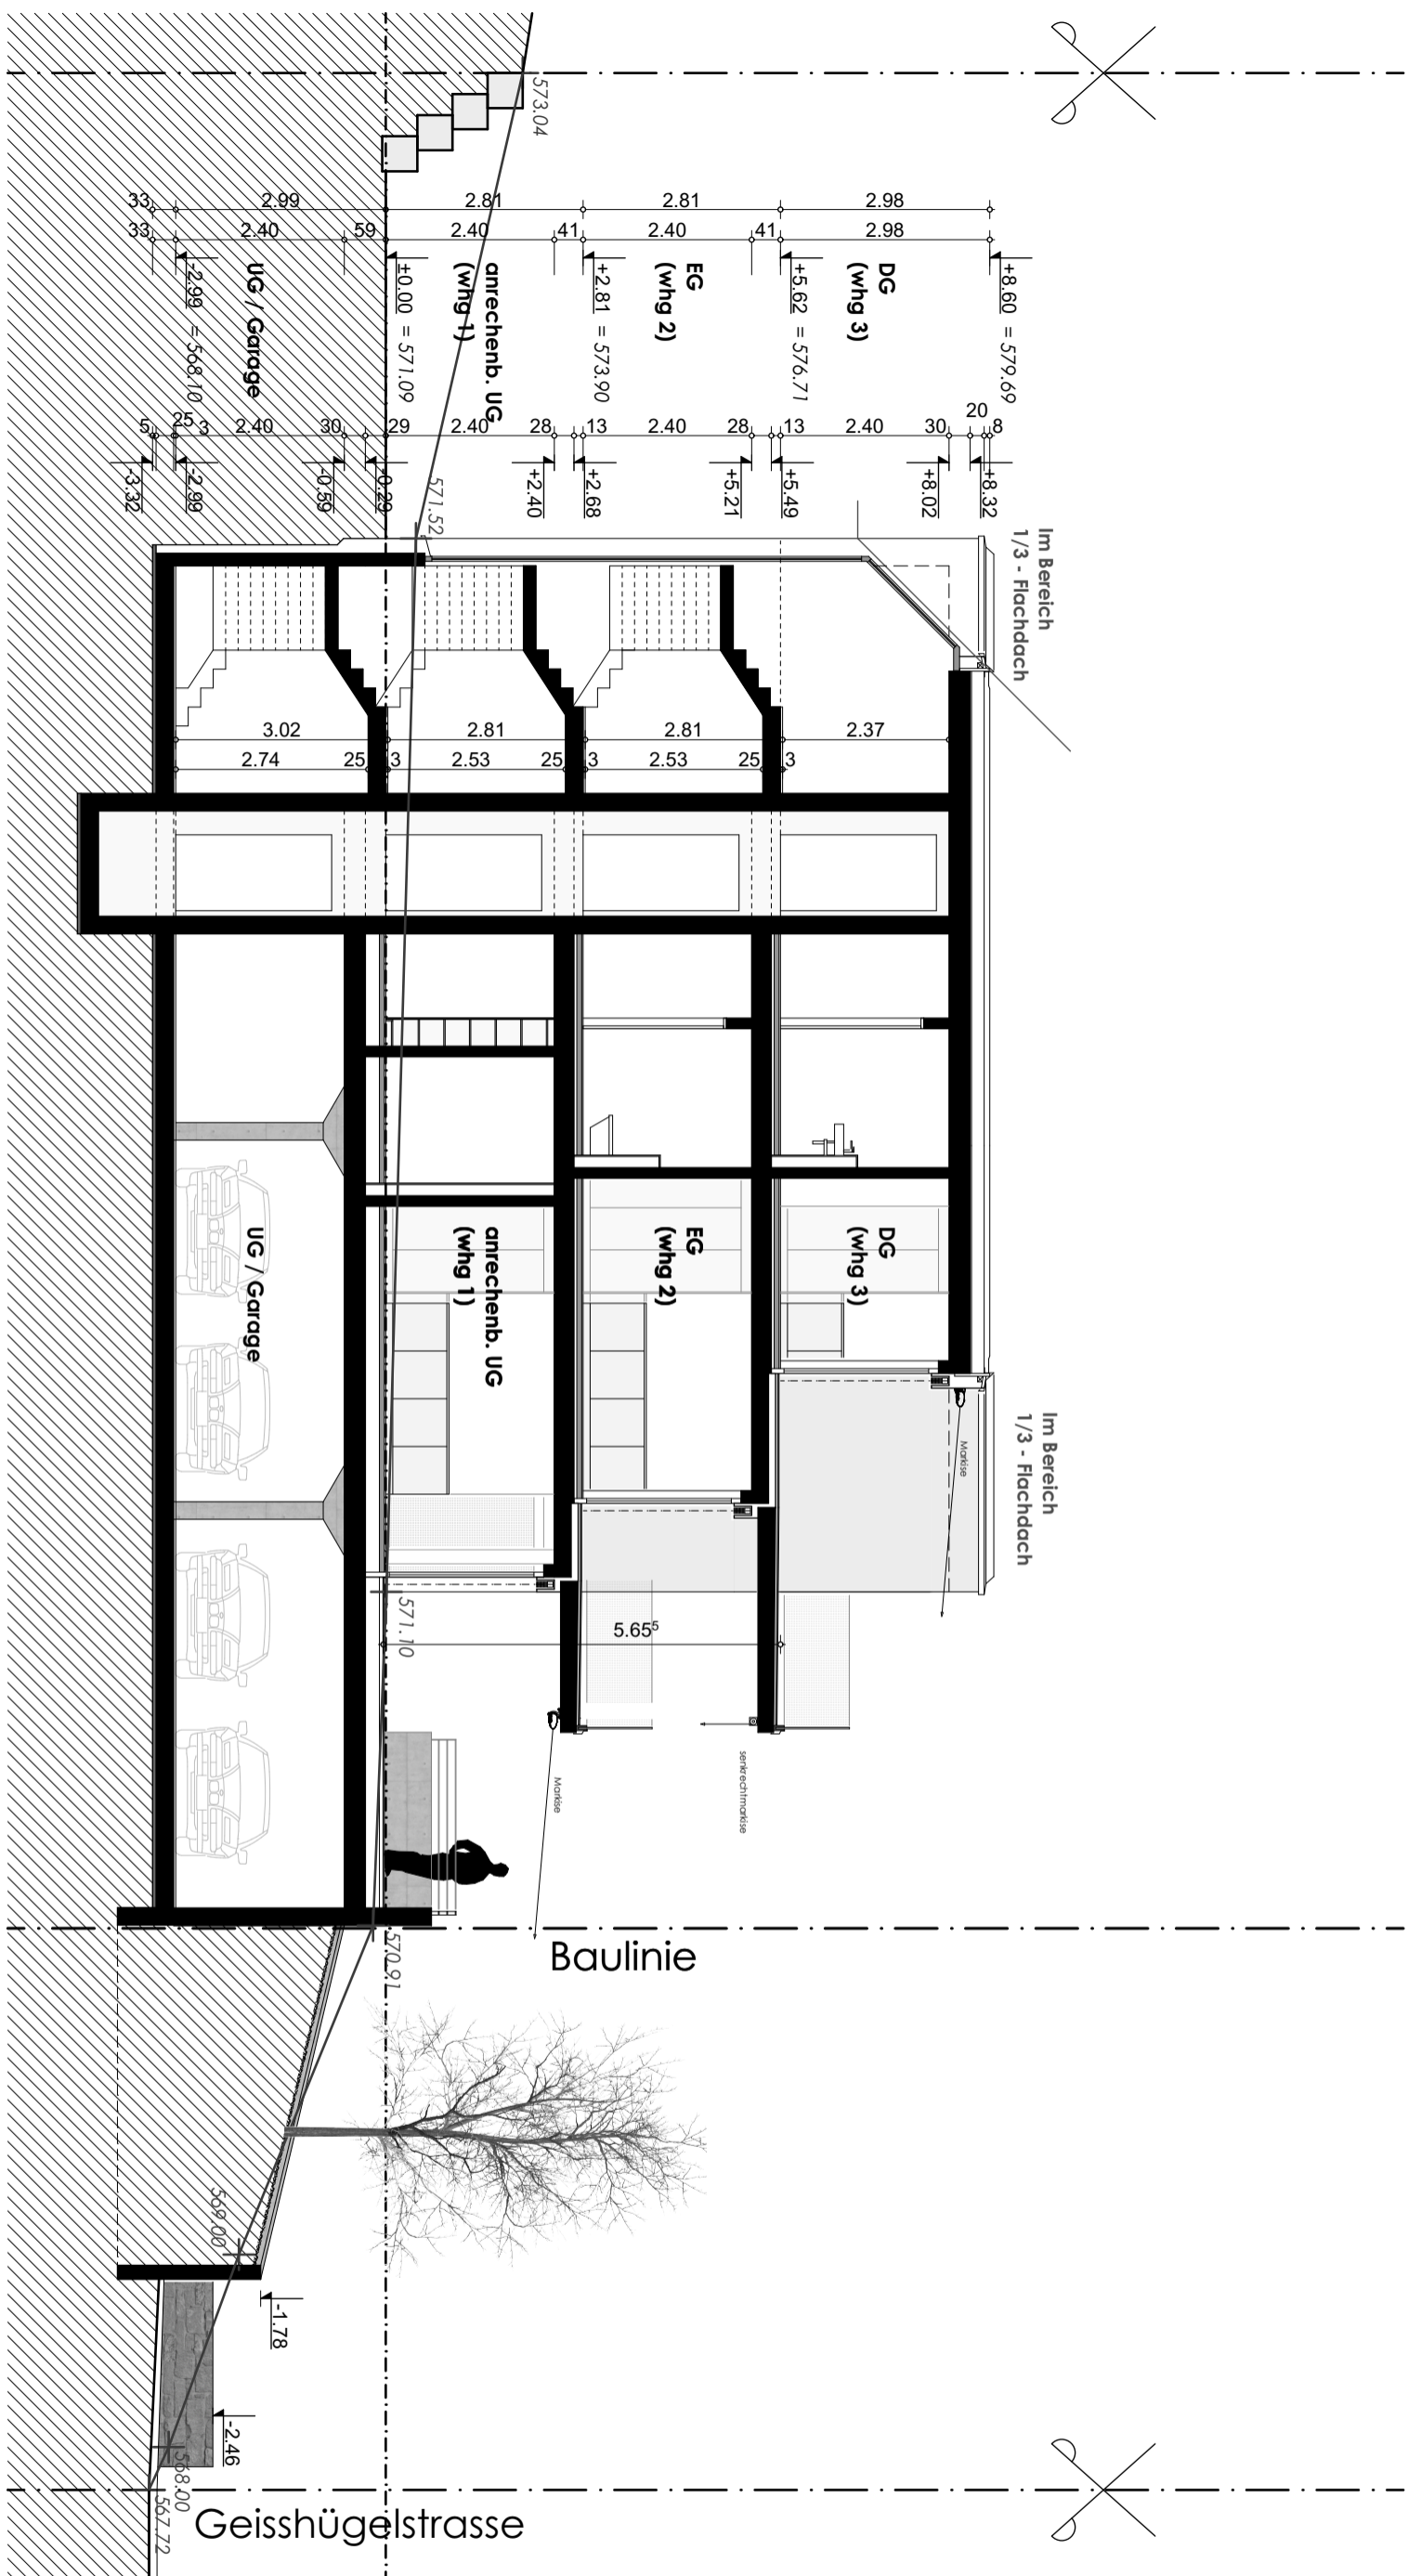 573.04
33 2.99 2.81 2.81 2.98
33 2.40 59 2.40 41 2.40 41 2.98
-2.99 = 568.10
±0.00 = 571.09
+2.81 = 573.90
+5.62 = 576.71
+8.60 = 579.69
UG / Garage
anrechenb. UG
(whg 1)
EG
(whg 2)
DG
(whg 3)
5 25 3 2.40 30 29 2.40 28 13 2.40 28 13 2.40 30 20 8
-3.32
-2.99
-0.59
-0.29
+2.40
+2.68
+5.21
+5.49
+8.02
+8.32
571.52
Im Bereich
1/3 - Flachdach
3.02 2.81 2.81 2.37
2.74 25 3 2.53 25 3 2.53 25 3
UG / Garage
anrechenb. UG
(whg 1)
EG
(whg 2)
DG
(whg 3)
Im Bereich
1/3 - Flachdach
Markise
571.10
5.65⁵
Markise
senkrechtmarkise
570.91
Baulinie
569.00
-1.78
-2.46
568.00
567.72
Geisshügelstrasse